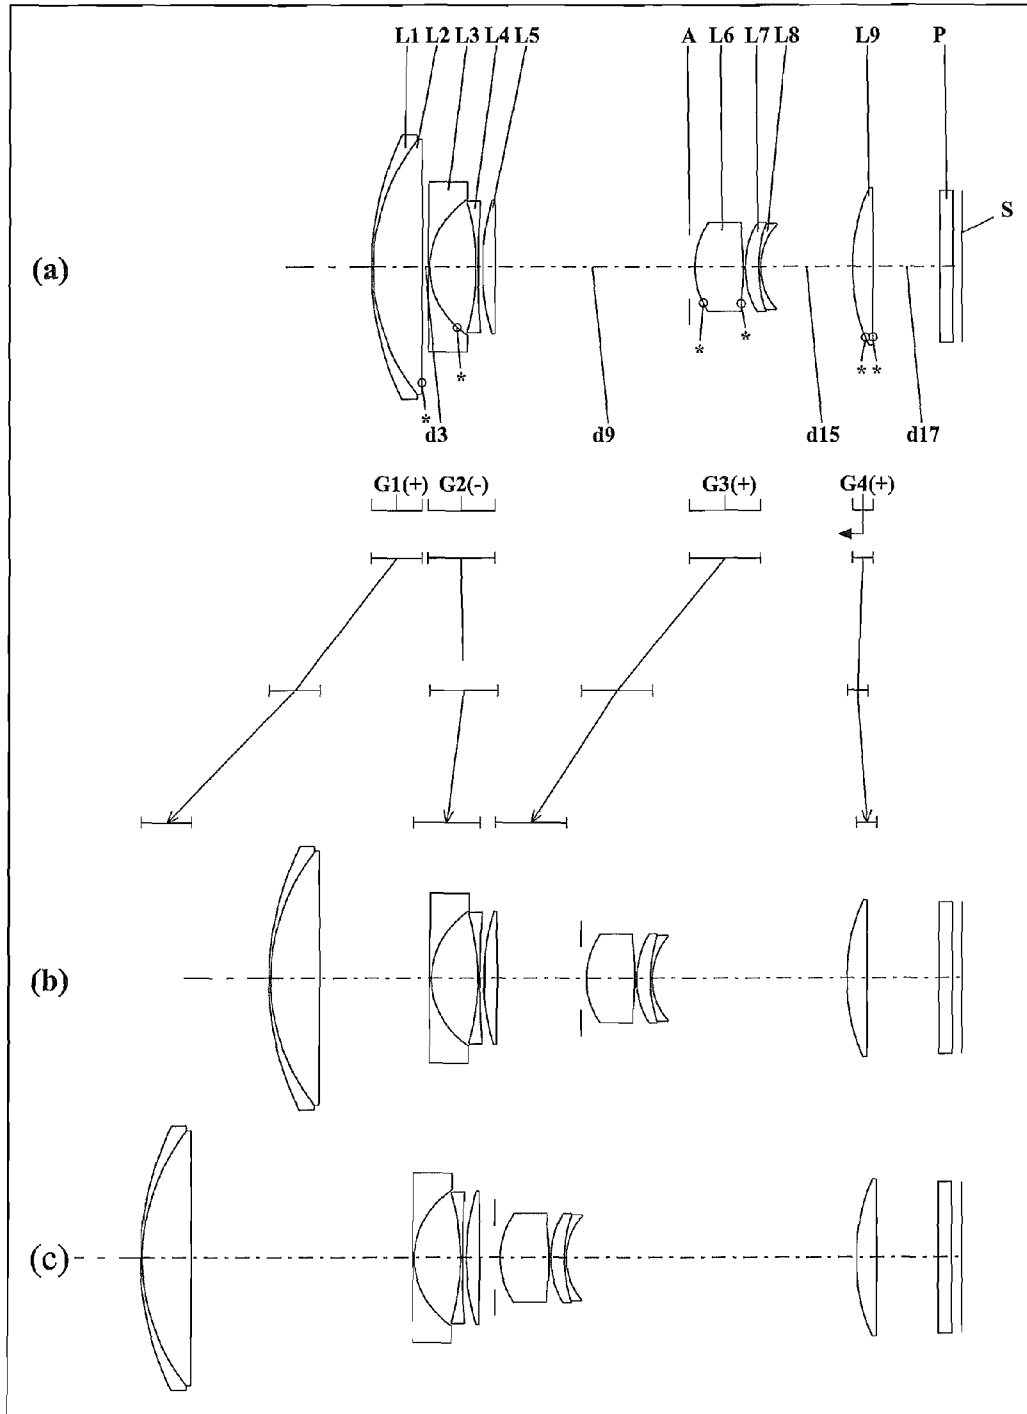 L1 L2 L3 L4 L5 A L6 L7 L8 L9 P
S
(a)
* * * * * *
d3 d9 d15 d17
G1(+) G2(-) G3(+) G4(+)
(b)
(c)